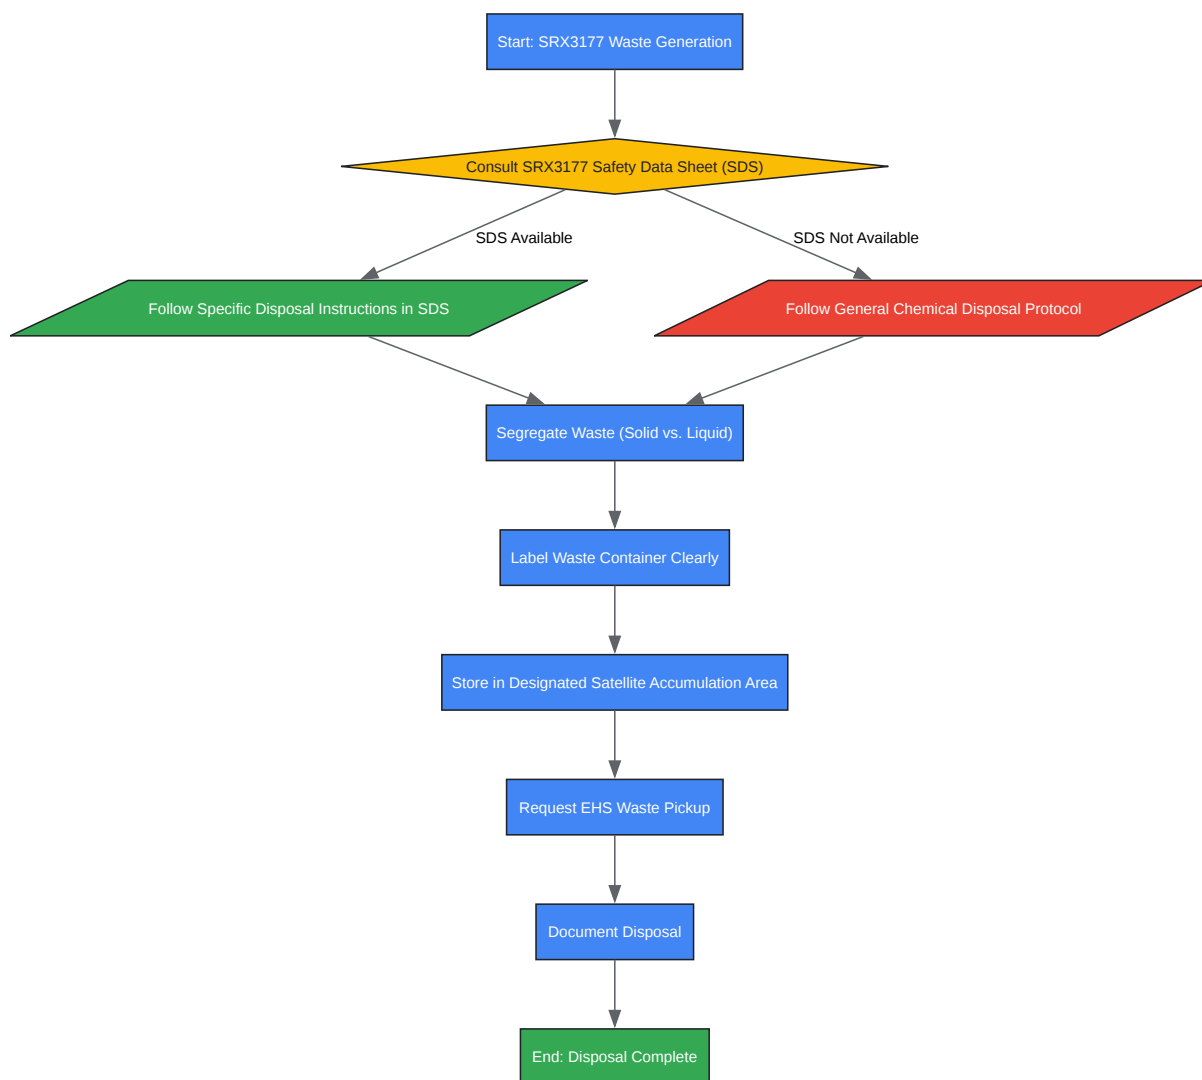 Start: SRX3177 Waste Generation
Consult SRX3177 Safety Data Sheet (SDS)
SDS Available
SDS Not Available
Follow Specific Disposal Instructions in SDS
Follow General Chemical Disposal Protocol
Segregate Waste (Solid vs. Liquid)
Label Waste Container Clearly
Store in Designated Satellite Accumulation Area
Request EHS Waste Pickup
Document Disposal
End: Disposal Complete